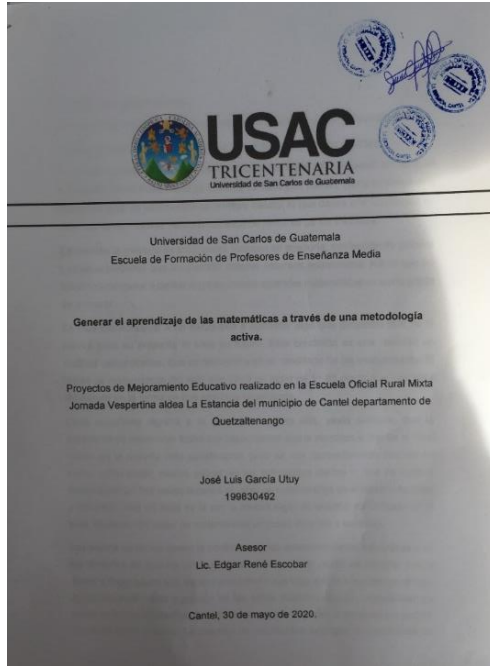 USAC
TRICENTENARIA
Universidad de San Carlos de Guatemala
Universidad de San Carlos de Guatemala
Escuela de Formación de Profesores de Enseñanza Media
Generar el aprendizaje de las matemáticas a través de una metodología
activa.
Proyectos de Mejoramiento Educativo realizado en la Escuela Oficial Rural Mixta
Jornada Vespertina aldea La Estancia del municipio de Cantel departamento de
Quetzaltenango
José Luis García Utuy
199830492
Asesor
Lic. Edgar René Escobar
Cantel, 30 de mayo de 2020.